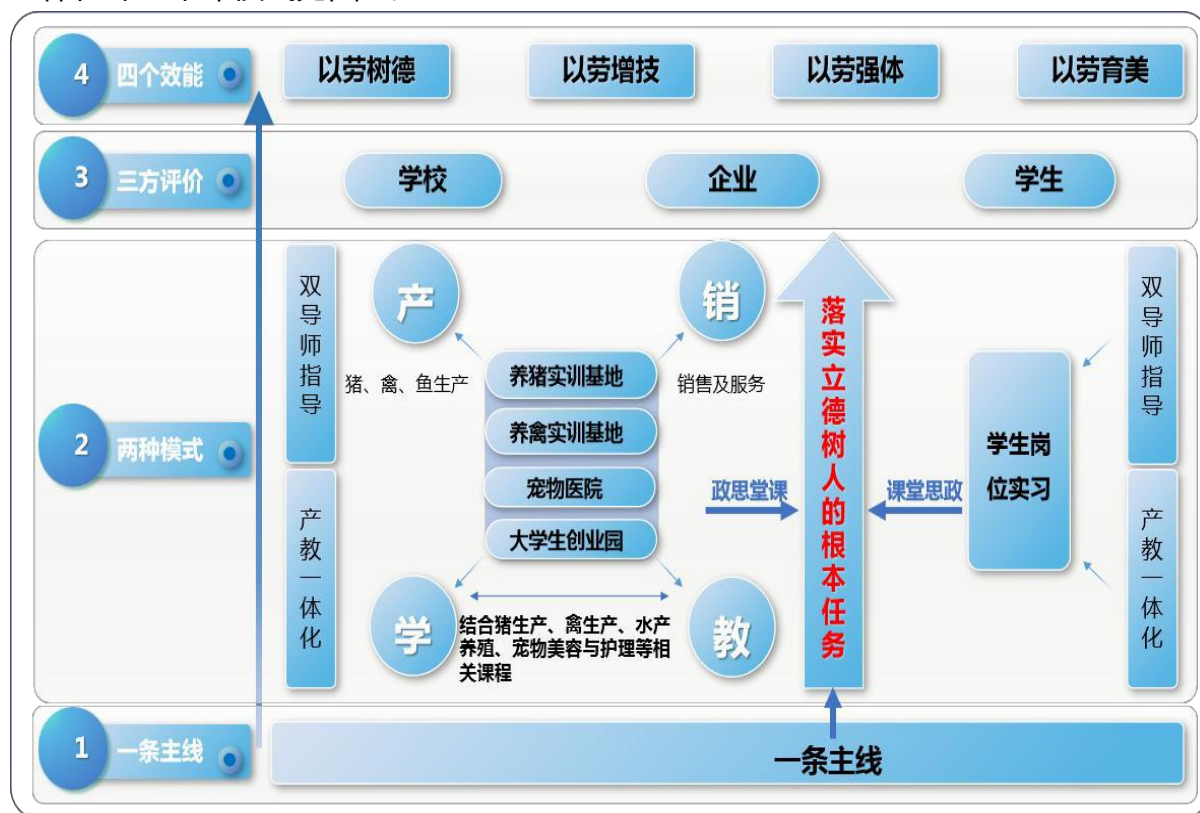 4 四个效能
以劳树德 以劳增技 以劳强体 以劳育美
3 三方评价
学校 企业 学生
2 两种模式
双导师指导
产教一体化
产
猪、禽、鱼生产
销
销售及服务
养猪实训基地
养禽实训基地
宠物医院
大学生创业园
学
教
结合猪生产、禽生产、水产
养殖、宠物美容与护理等相
关课程
政思堂课
落实立德树人的根本任务
课堂思政
学生岗
位实习
双导师指导
产教一体化
1 一条主线
一条主线